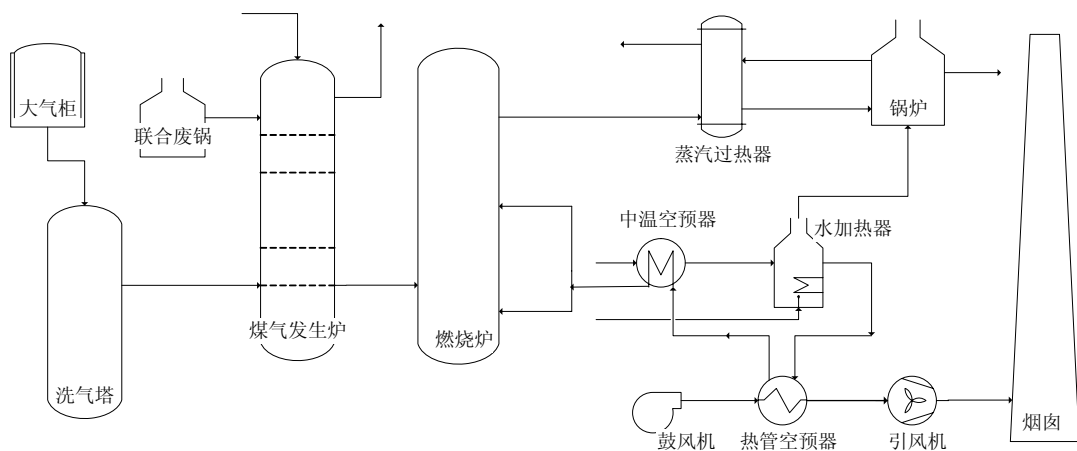 大气柜
联合废锅
锅炉
蒸汽过热器
中温空预器
水加热器
煤气发生炉
燃烧炉
洗气塔
鼓风机
热管空预器
引风机
烟囱